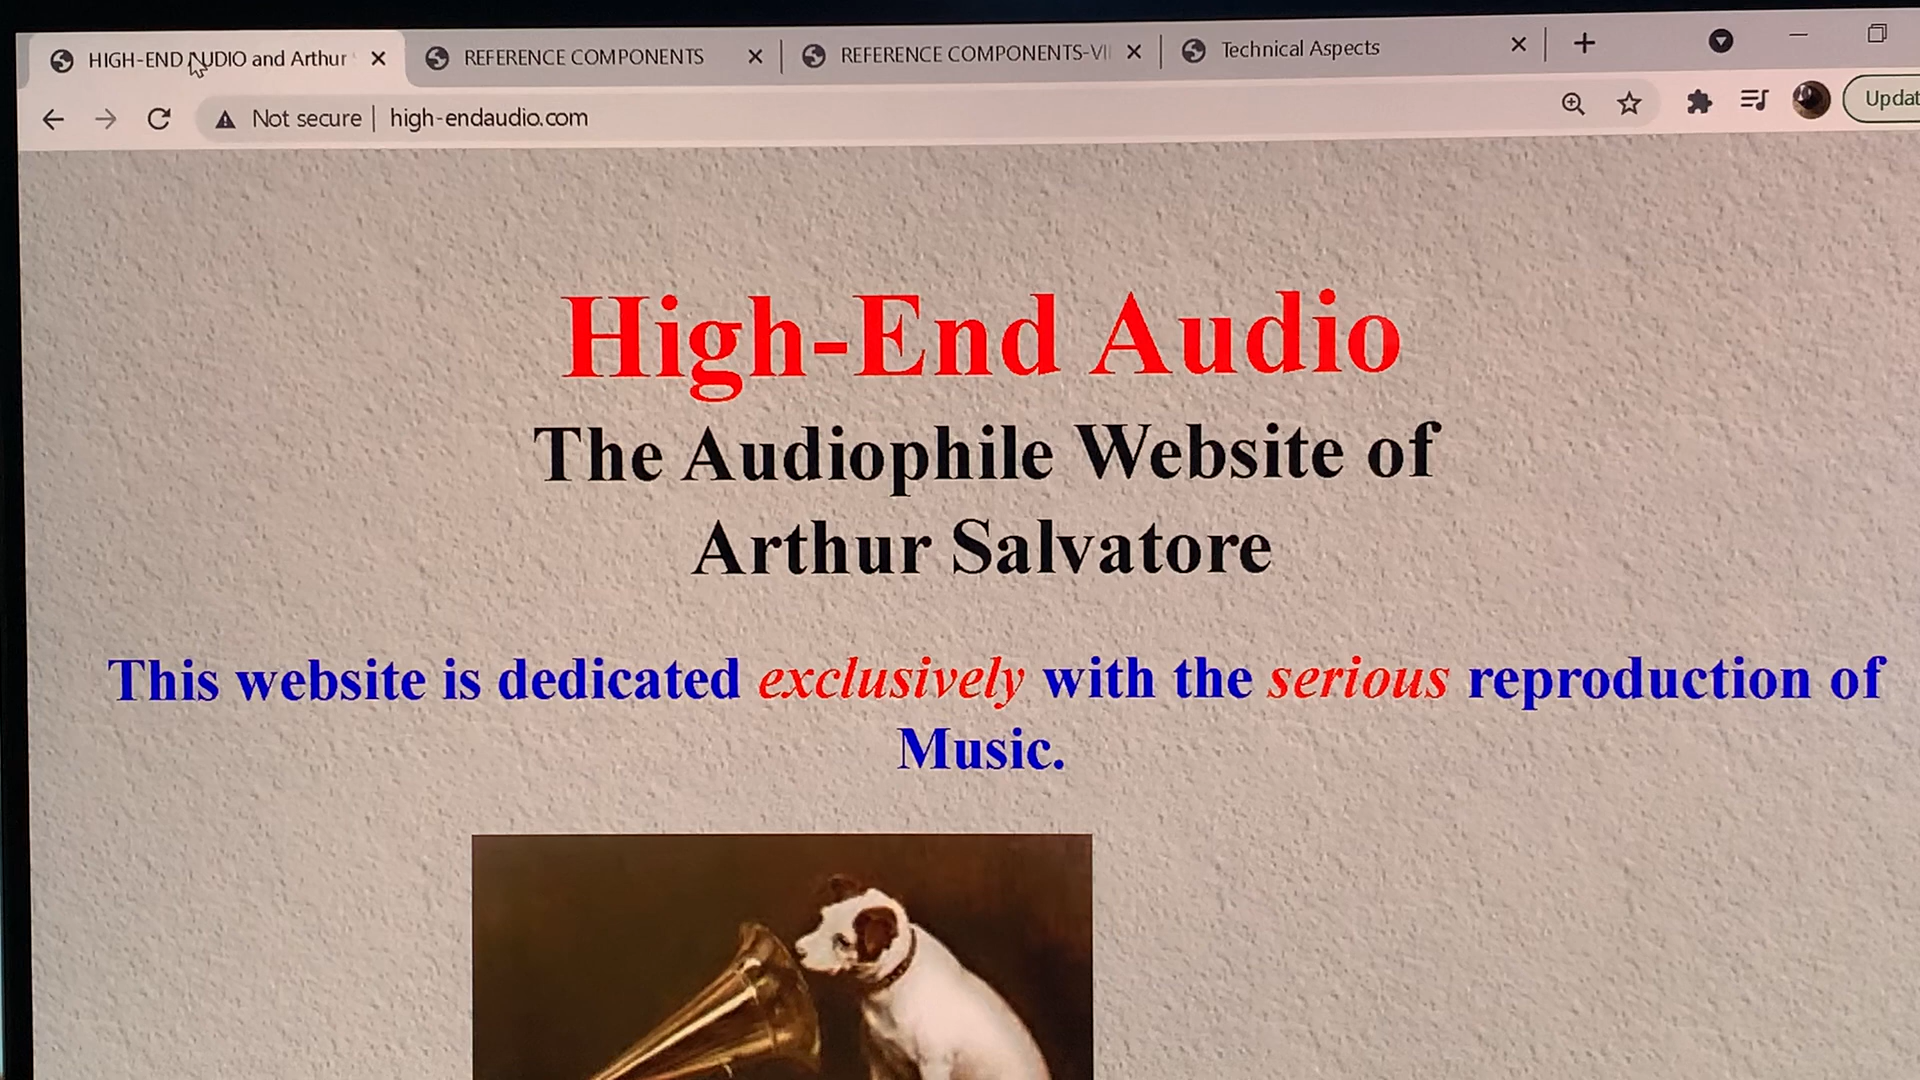 HIGH-END AUDIO and Arthur
REFERENCE COMPONENTS
REFERENCE COMPONENTS-VI
Technical Aspects
Not secure
high-endaudio.com
Updat
High-End Audio
The Audiophile Website of
Arthur Salvatore
This website is dedicated exclusively with the serious reproduction of
Music.